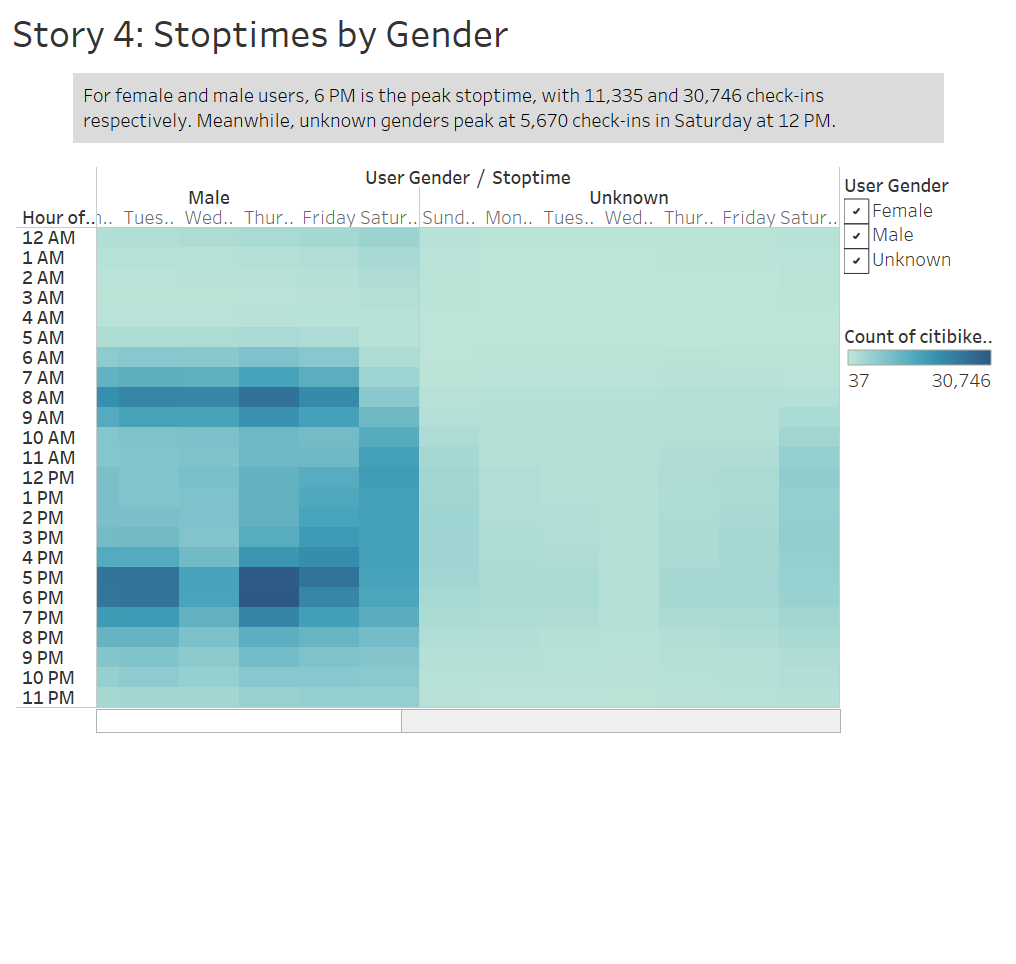 Story 4: Stoptimes by Gender
For female and male users, 6 PM is the peak stoptime, with 11,335 and 30,746 check-ins
respectively. Meanwhile, unknown genders peak at 5,670 check-ins in Saturday at 12 PM.
User Gender / Stoptime
Male Unknown
Hour of.. Tues.. Wed.. Thur.. Friday Satur.. Sund.. Mon.. Tues.. Wed.. Thur.. Friday Satur..
12 AM
1 AM
2 AM
3 AM
4 AM
5 AM
6 AM
7 AM
8 AM
9 AM
10 AM
11 AM
12 PM
1 PM
2 PM
3 PM
4 PM
5 PM
6 PM
7 PM
8 PM
9 PM
10 PM
11 PM
User Gender
Female
Male
Unknown
Count of citibike..
37 30,746